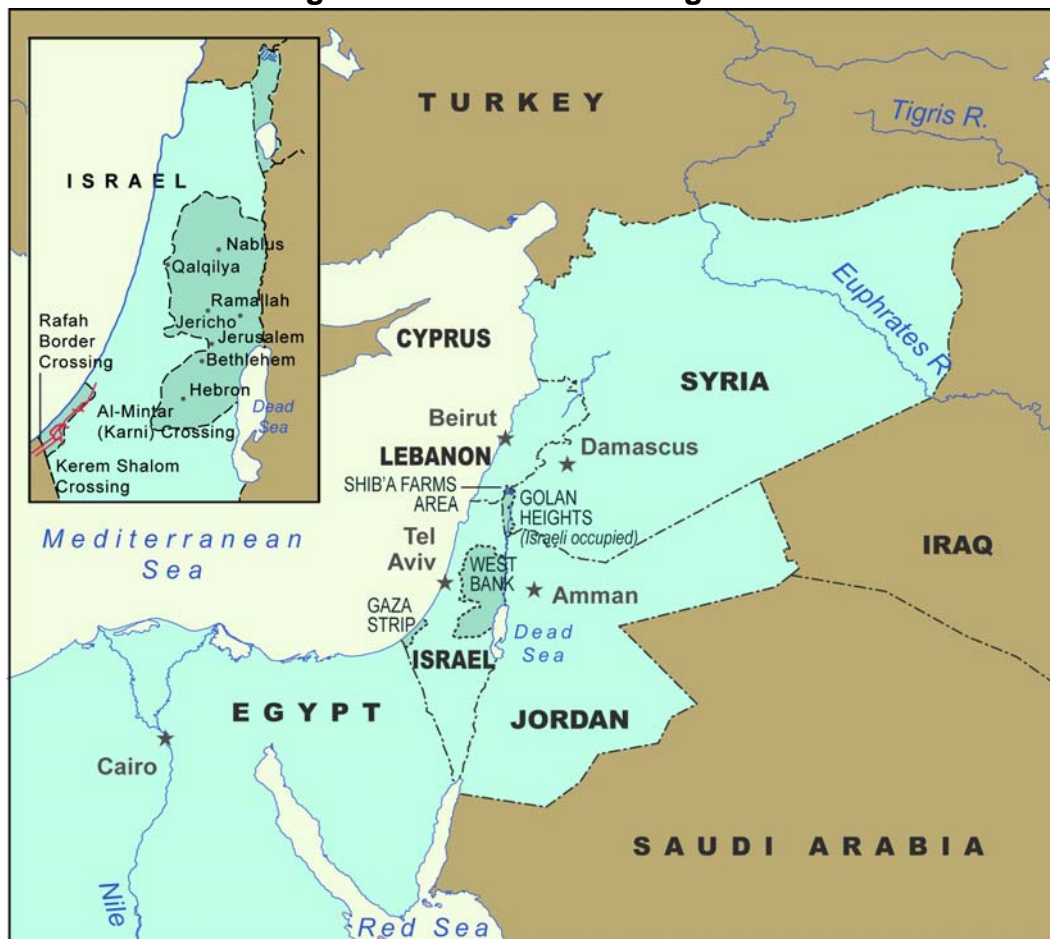 TURKEY
Tigris R.
ISRAEL
Nablus
Qalqilya
Ramallah
Jericho
Jerusalem
Bethlehem
Hebron
Rafah
Border
Crossing
Al-Mintar
(Karni) Crossing
Dead
Sea
Kerem Shalom
Crossing
CYPRUS
Euphrates R.
SYRIA
Beirut
LEBANON
Damascus
SHIB'A FARMS
AREA
GOLAN
HEIGHTS
(Israeli occupied)
Mediterranean
Sea
Tel
Aviv
WEST
BANK
IRAQ
Amman
GAZA
STRIP
Dead
Sea
ISRAEL
EGYPT
JORDAN
Cairo
SAUDI ARABIA
Nile
Red Sea